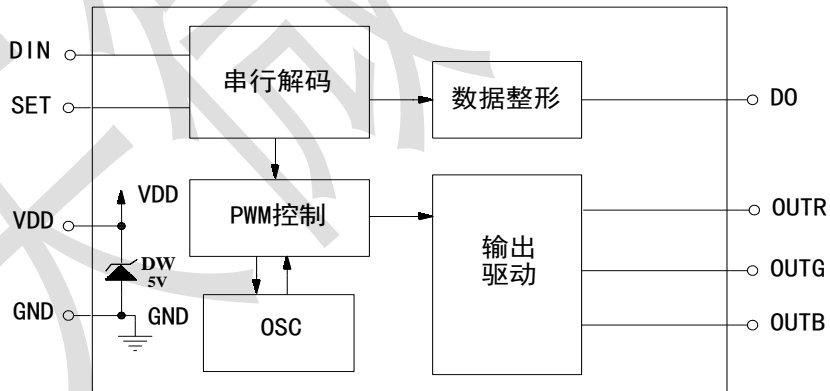 DIN
SET
串行解码
数据整形
DO
VDD
VDD
PWM控制
输出
驱动
OUTR
DW
5V
OUTG
GND
GND
OSC
OUTB